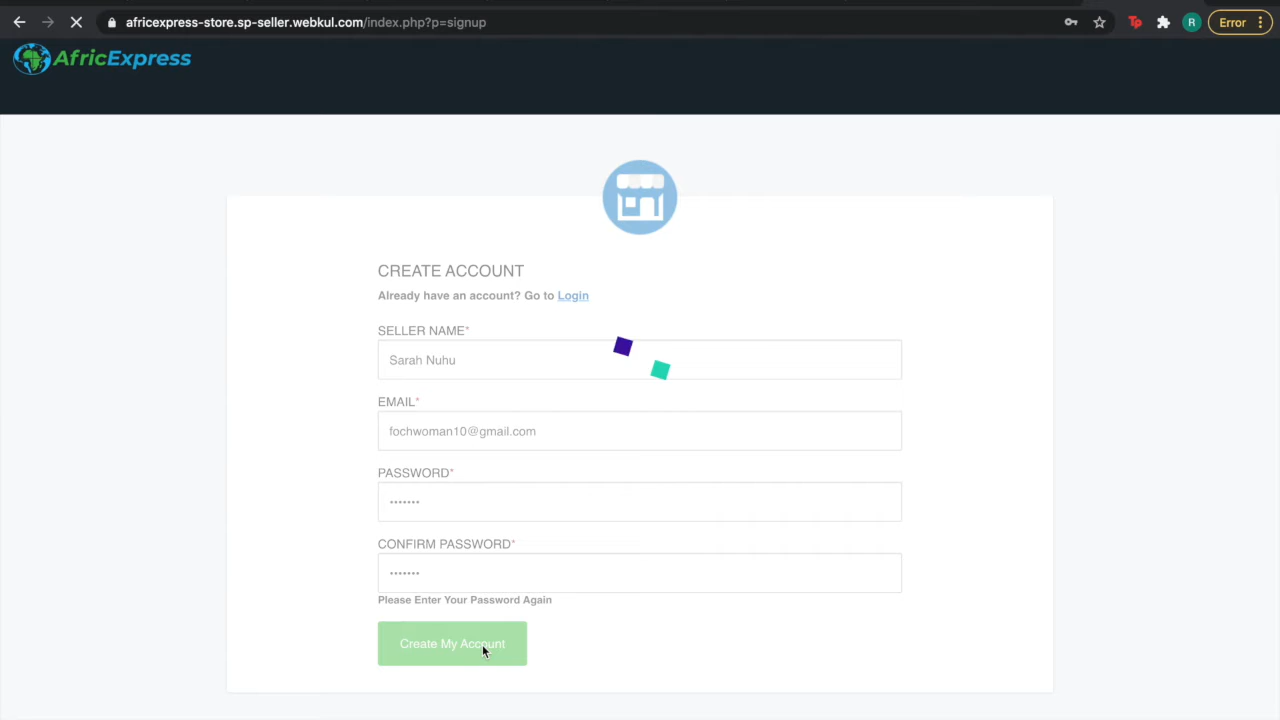 africexpress-store.sp-seller.webkul.com/index.php?p=signup
Tp
R
Error
AfricExpress
CREATE ACCOUNT
Already have an account? Go to Login
SELLER NAME*
Sarah Nuhu
EMAIL*
fochwoman10@gmail.com
PASSWORD*
•••••••
CONFIRM PASSWORD*
•••••••
Please Enter Your Password Again
Create My Account